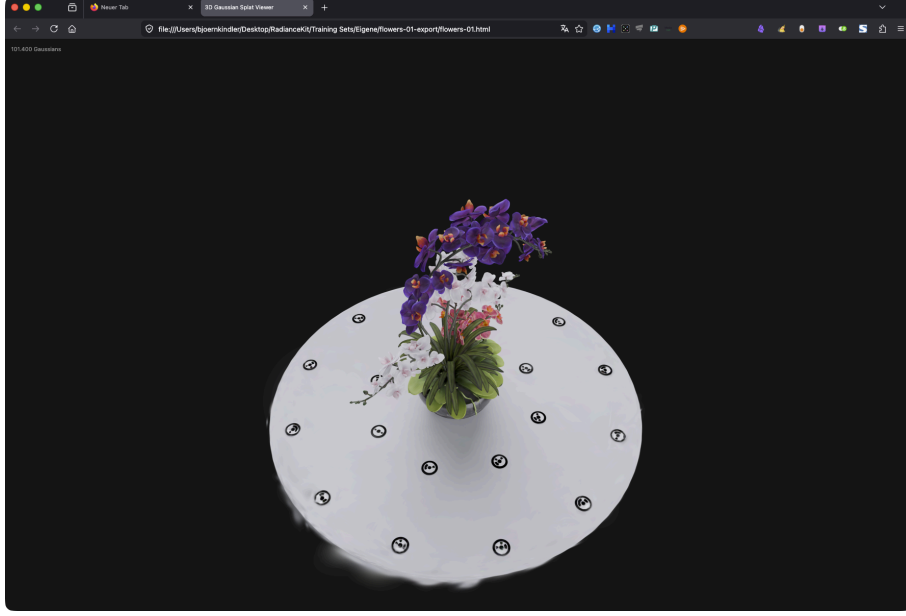 Neuer Tab
3D Gaussian Splat Viewer
file:///Users/bjoernkindler/Desktop/RadianceKit/Training Sets/Eigene/flowers-01-export/flowers-01.html
101.400 Gaussians